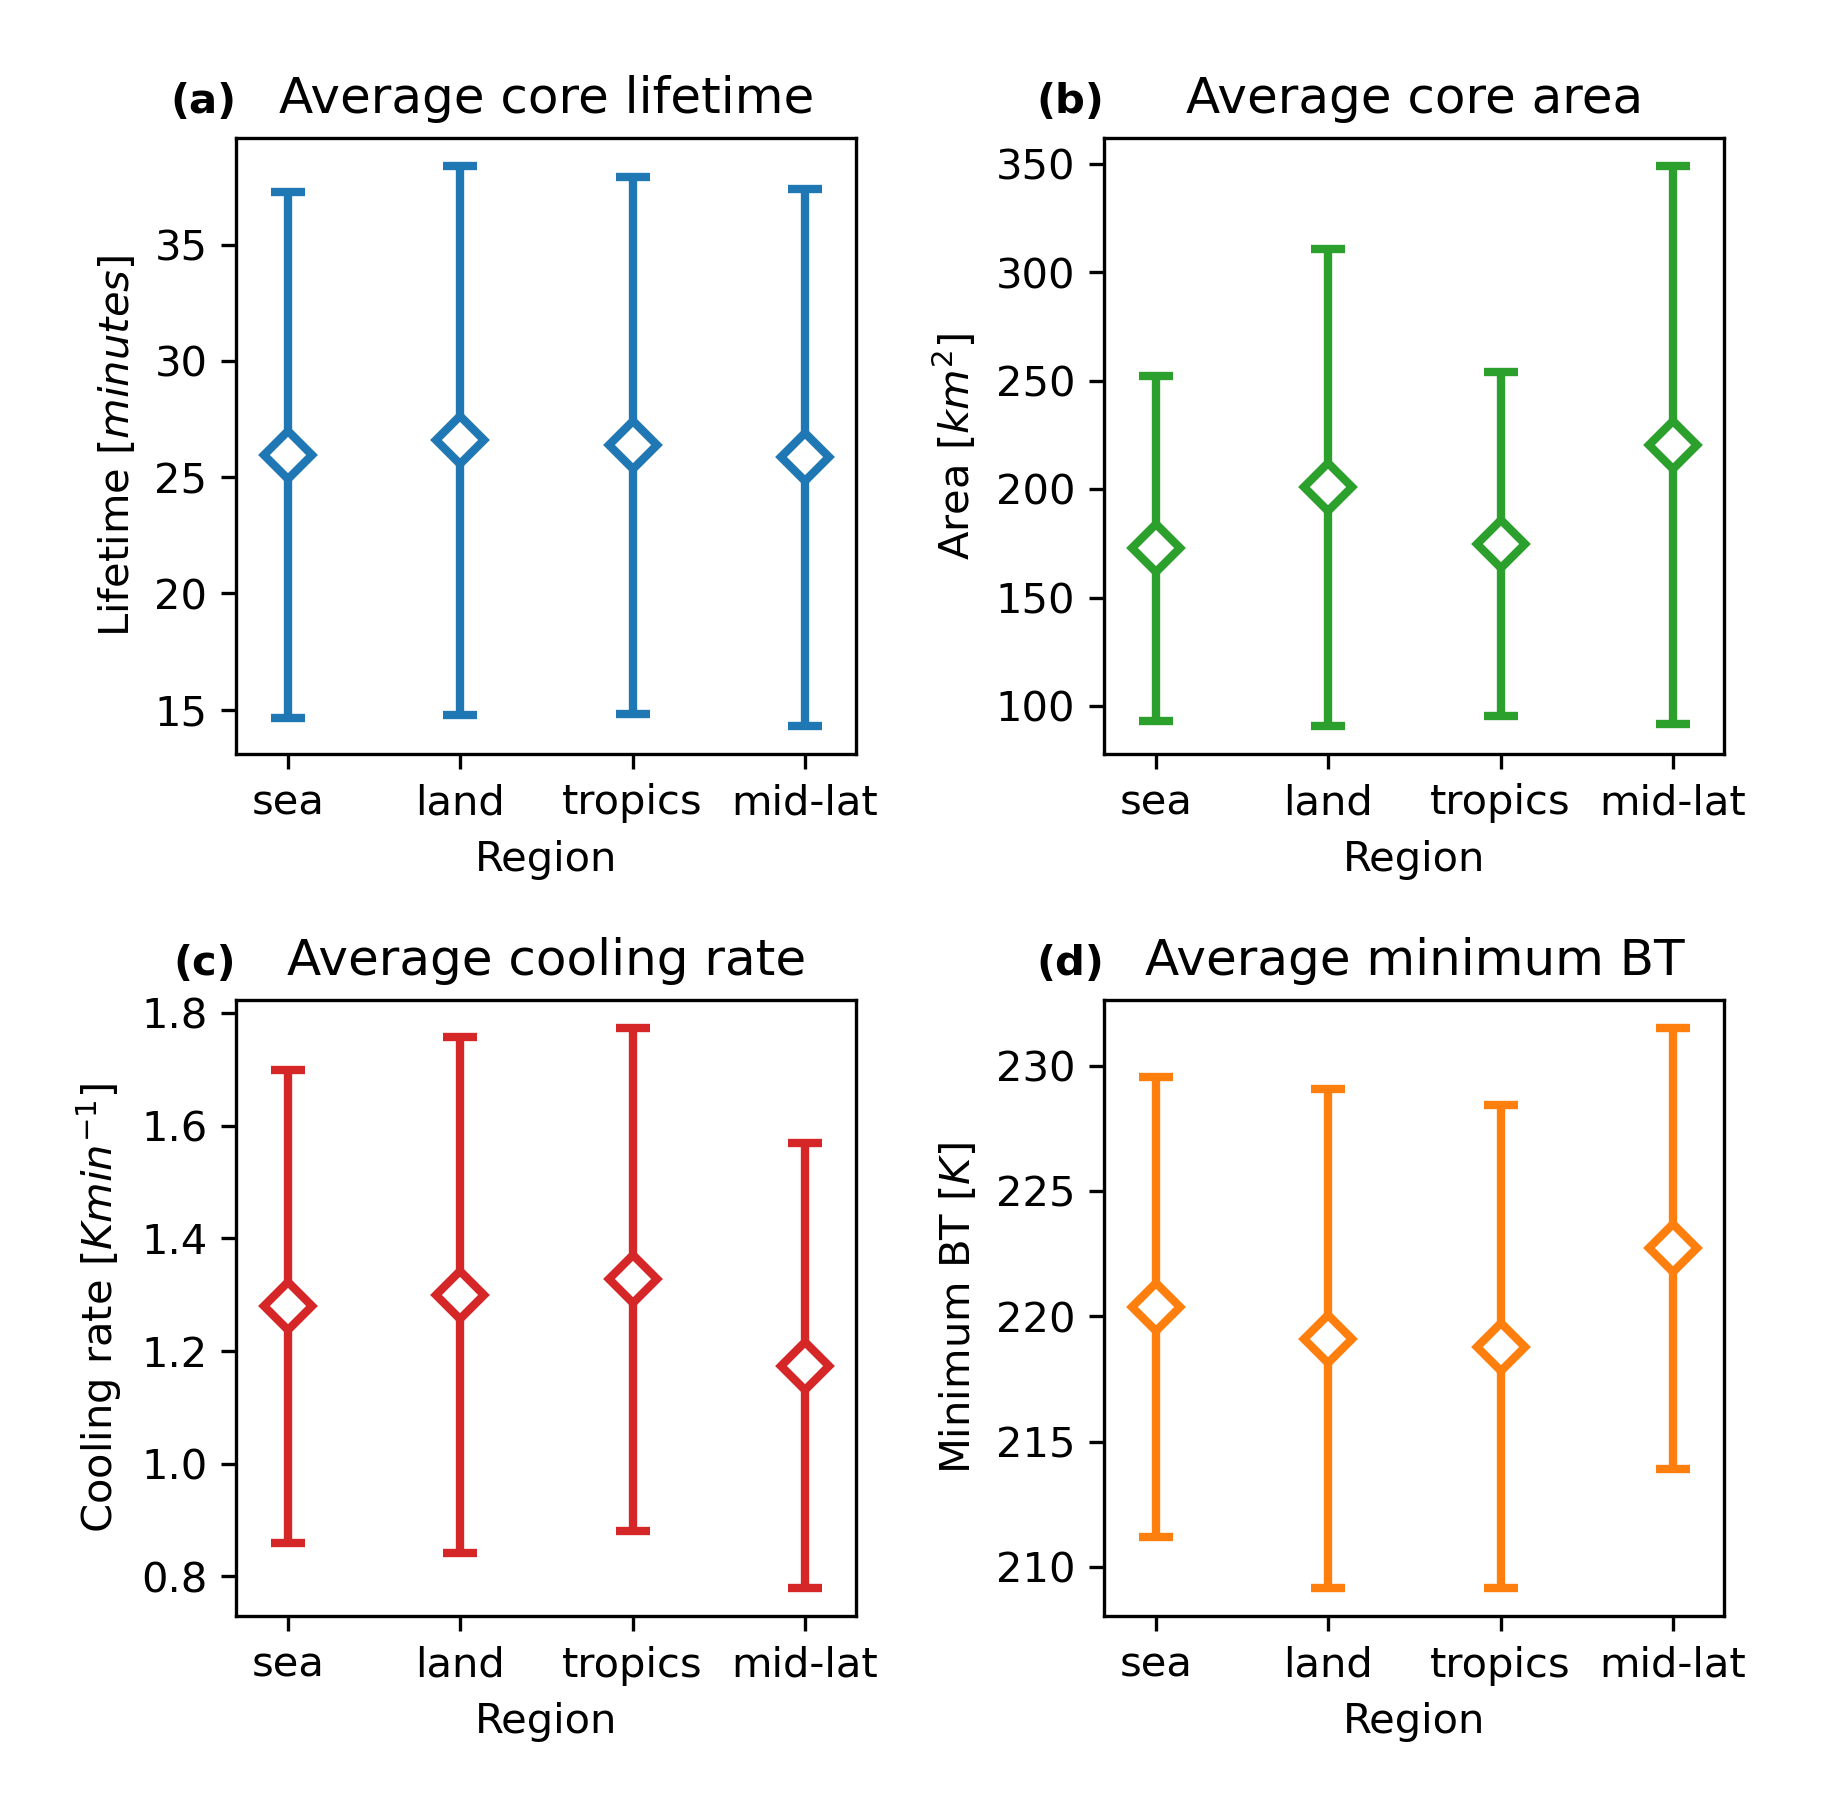 (a) Average core lifetime
Lifetime [minutes]
35
30
25
20
15
sea land tropics mid-lat
Region
(b) Average core area
Area [km²]
350
300
250
200
150
100
sea land tropics mid-lat
Region
(c) Average cooling rate
Cooling rate [Kmin⁻¹]
1.8
1.6
1.4
1.2
1.0
0.8
sea land tropics mid-lat
Region
(d) Average minimum BT
Minimum BT [K]
230
225
220
215
210
sea land tropics mid-lat
Region